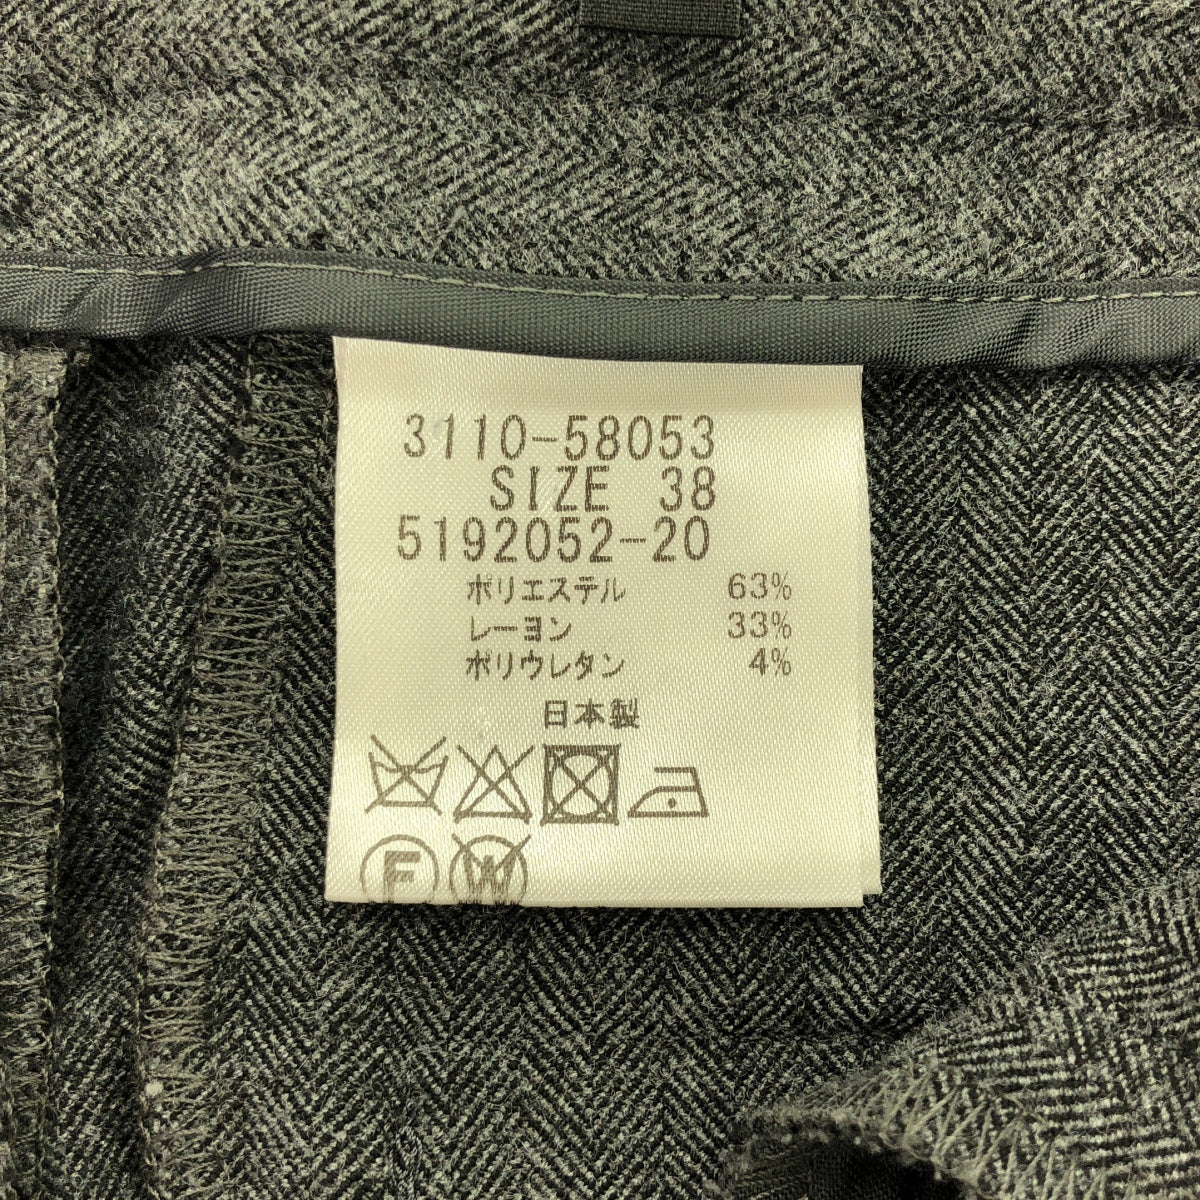 3110-58053
SIZE 38
5192052-20
ポリエステル 63%
レーヨン 33%
ポリウレタン 4%
日本製
F W